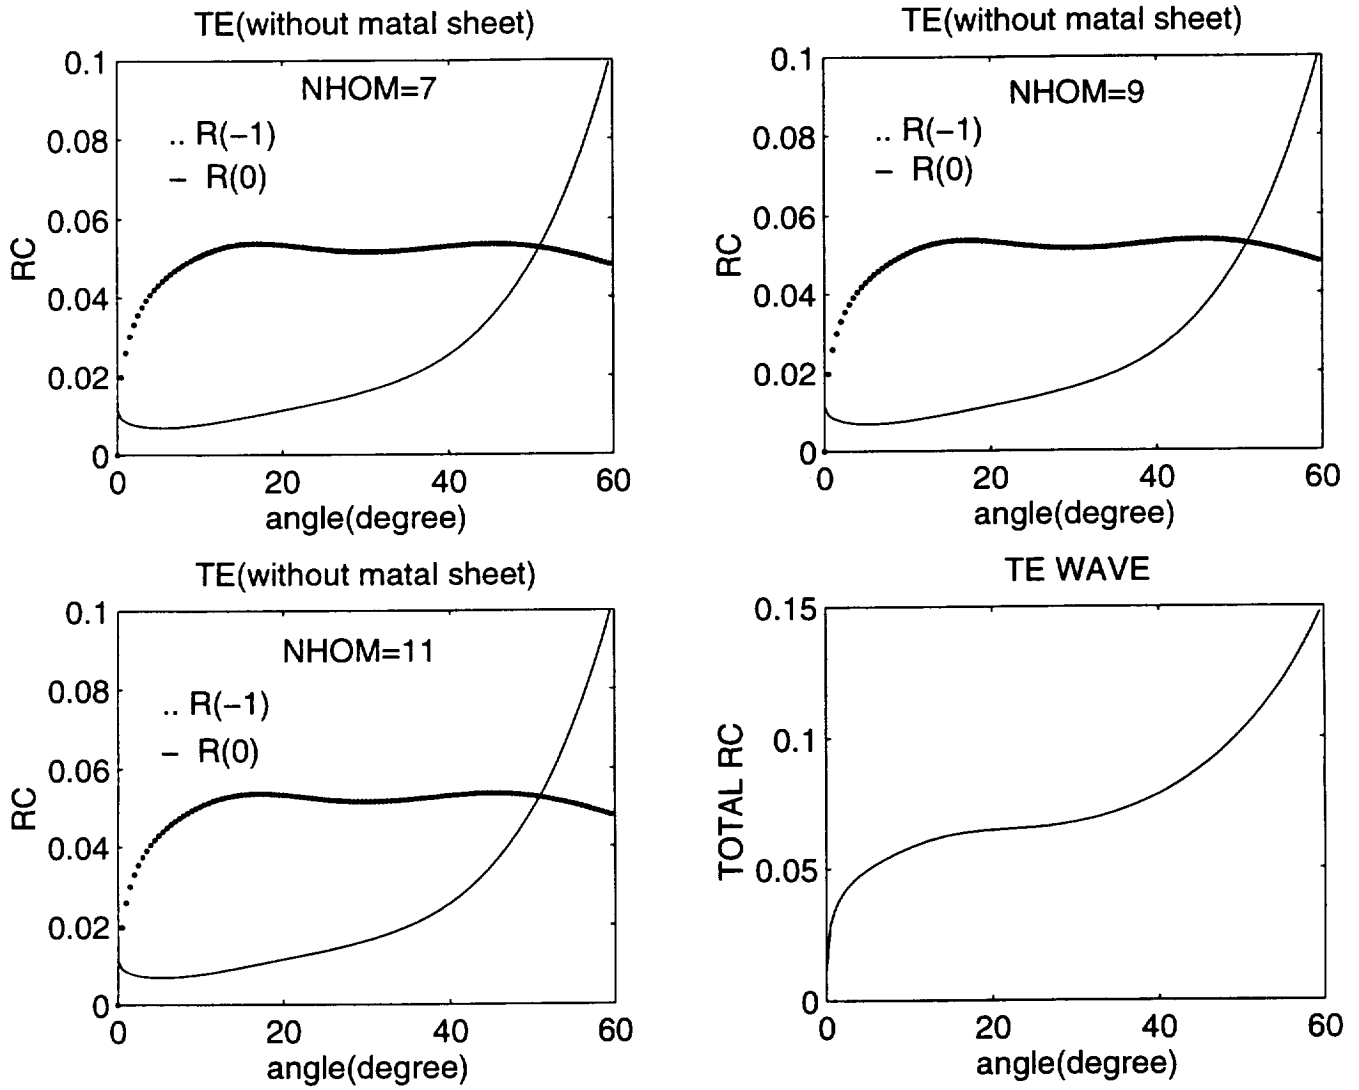 TE(without matal sheet)
0.1
NHOM=7
.. R(−1)
− R(0)
0.08
0.06
RC
0.04
0.02
0
0 20 40 60
angle(degree)
TE(without matal sheet)
0.1
NHOM=9
.. R(−1)
− R(0)
0.08
0.06
RC
0.04
0.02
0
0 20 40 60
angle(degree)
TE(without matal sheet)
0.1
NHOM=11
.. R(−1)
− R(0)
0.08
0.06
RC
0.04
0.02
0
0 20 40 60
angle(degree)
TE WAVE
0.15
0.1
TOTAL RC
0.05
0
0 20 40 60
angle(degree)